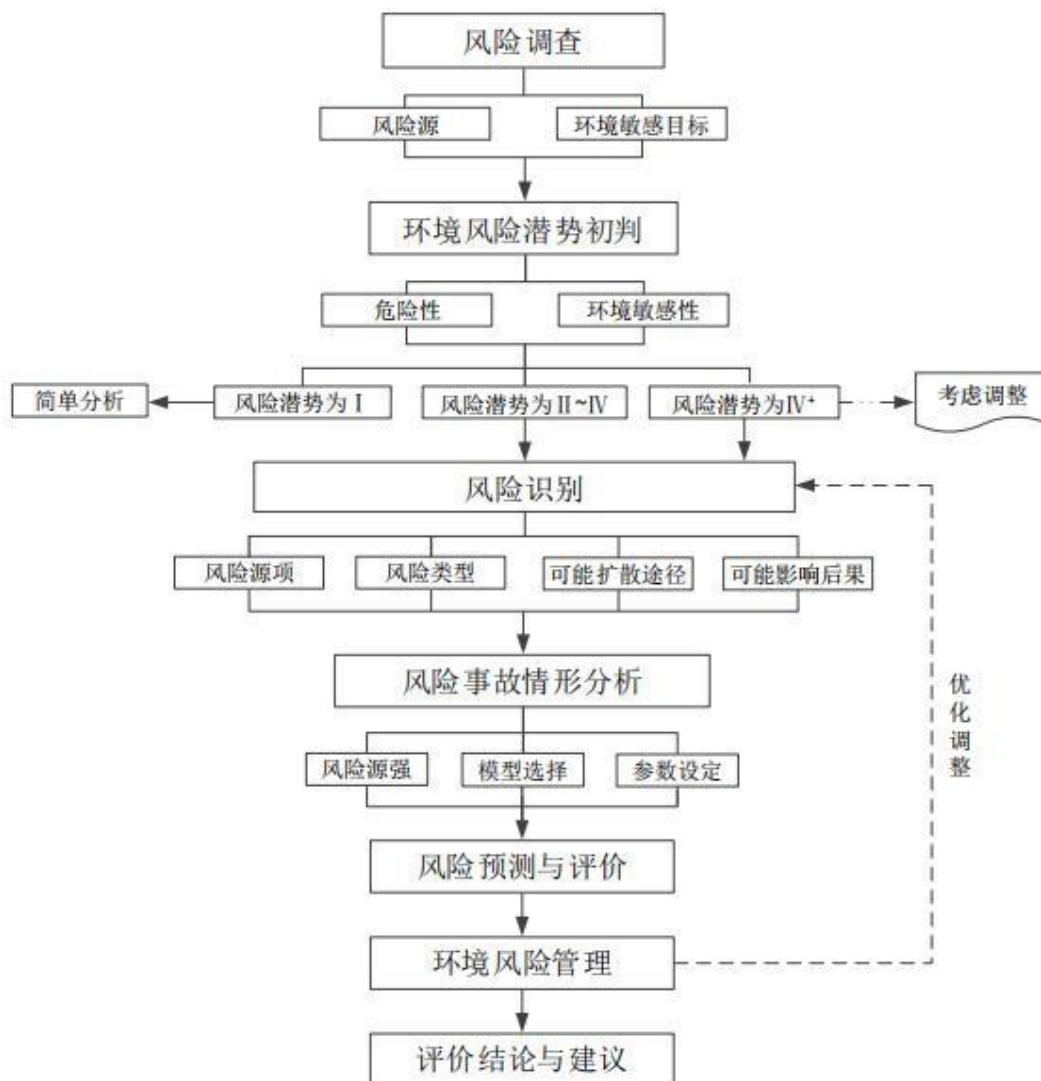 风险调查
风险源
环境敏感目标
环境风险潜势初判
危险性
环境敏感性
简单分析
风险潜势为Ⅰ
风险潜势为Ⅱ~Ⅳ
风险潜势为Ⅳ⁺
考虑调整
风险识别
风险源项
风险类型
可能扩散途径
可能影响后果
风险事故情形分析
优化调整
风险源强
模型选择
参数设定
风险预测与评价
环境风险管理
评价结论与建议